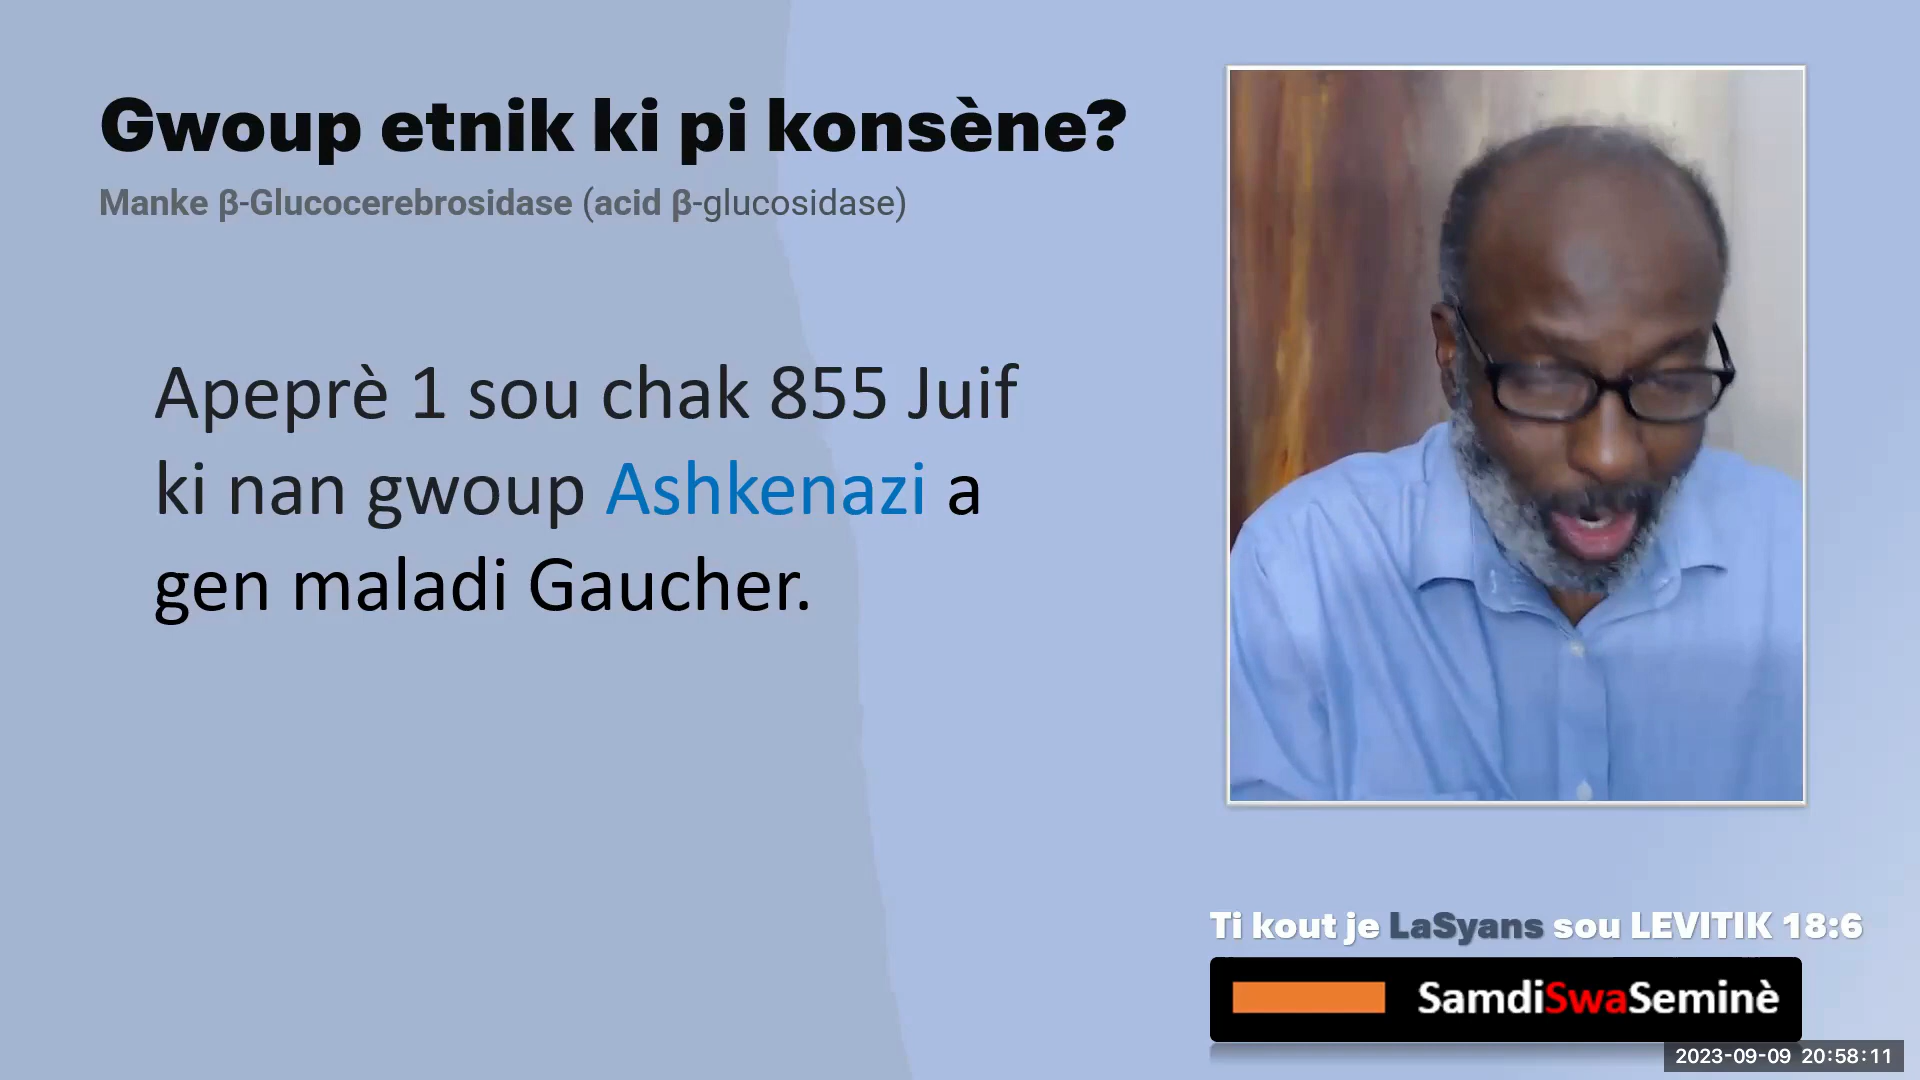 Gwoup etnik ki pi konsène?
Manke β-Glucocerebrosidase (acid β-glucosidase)
Apeprè 1 sou chak 855 Juif
ki nan gwoup Ashkenazi a
gen maladi Gaucher.
Ti kout je LaSyans sou LEVITIK 18:6
SamdiSwaSeminè
2023-09-09 20:58:11